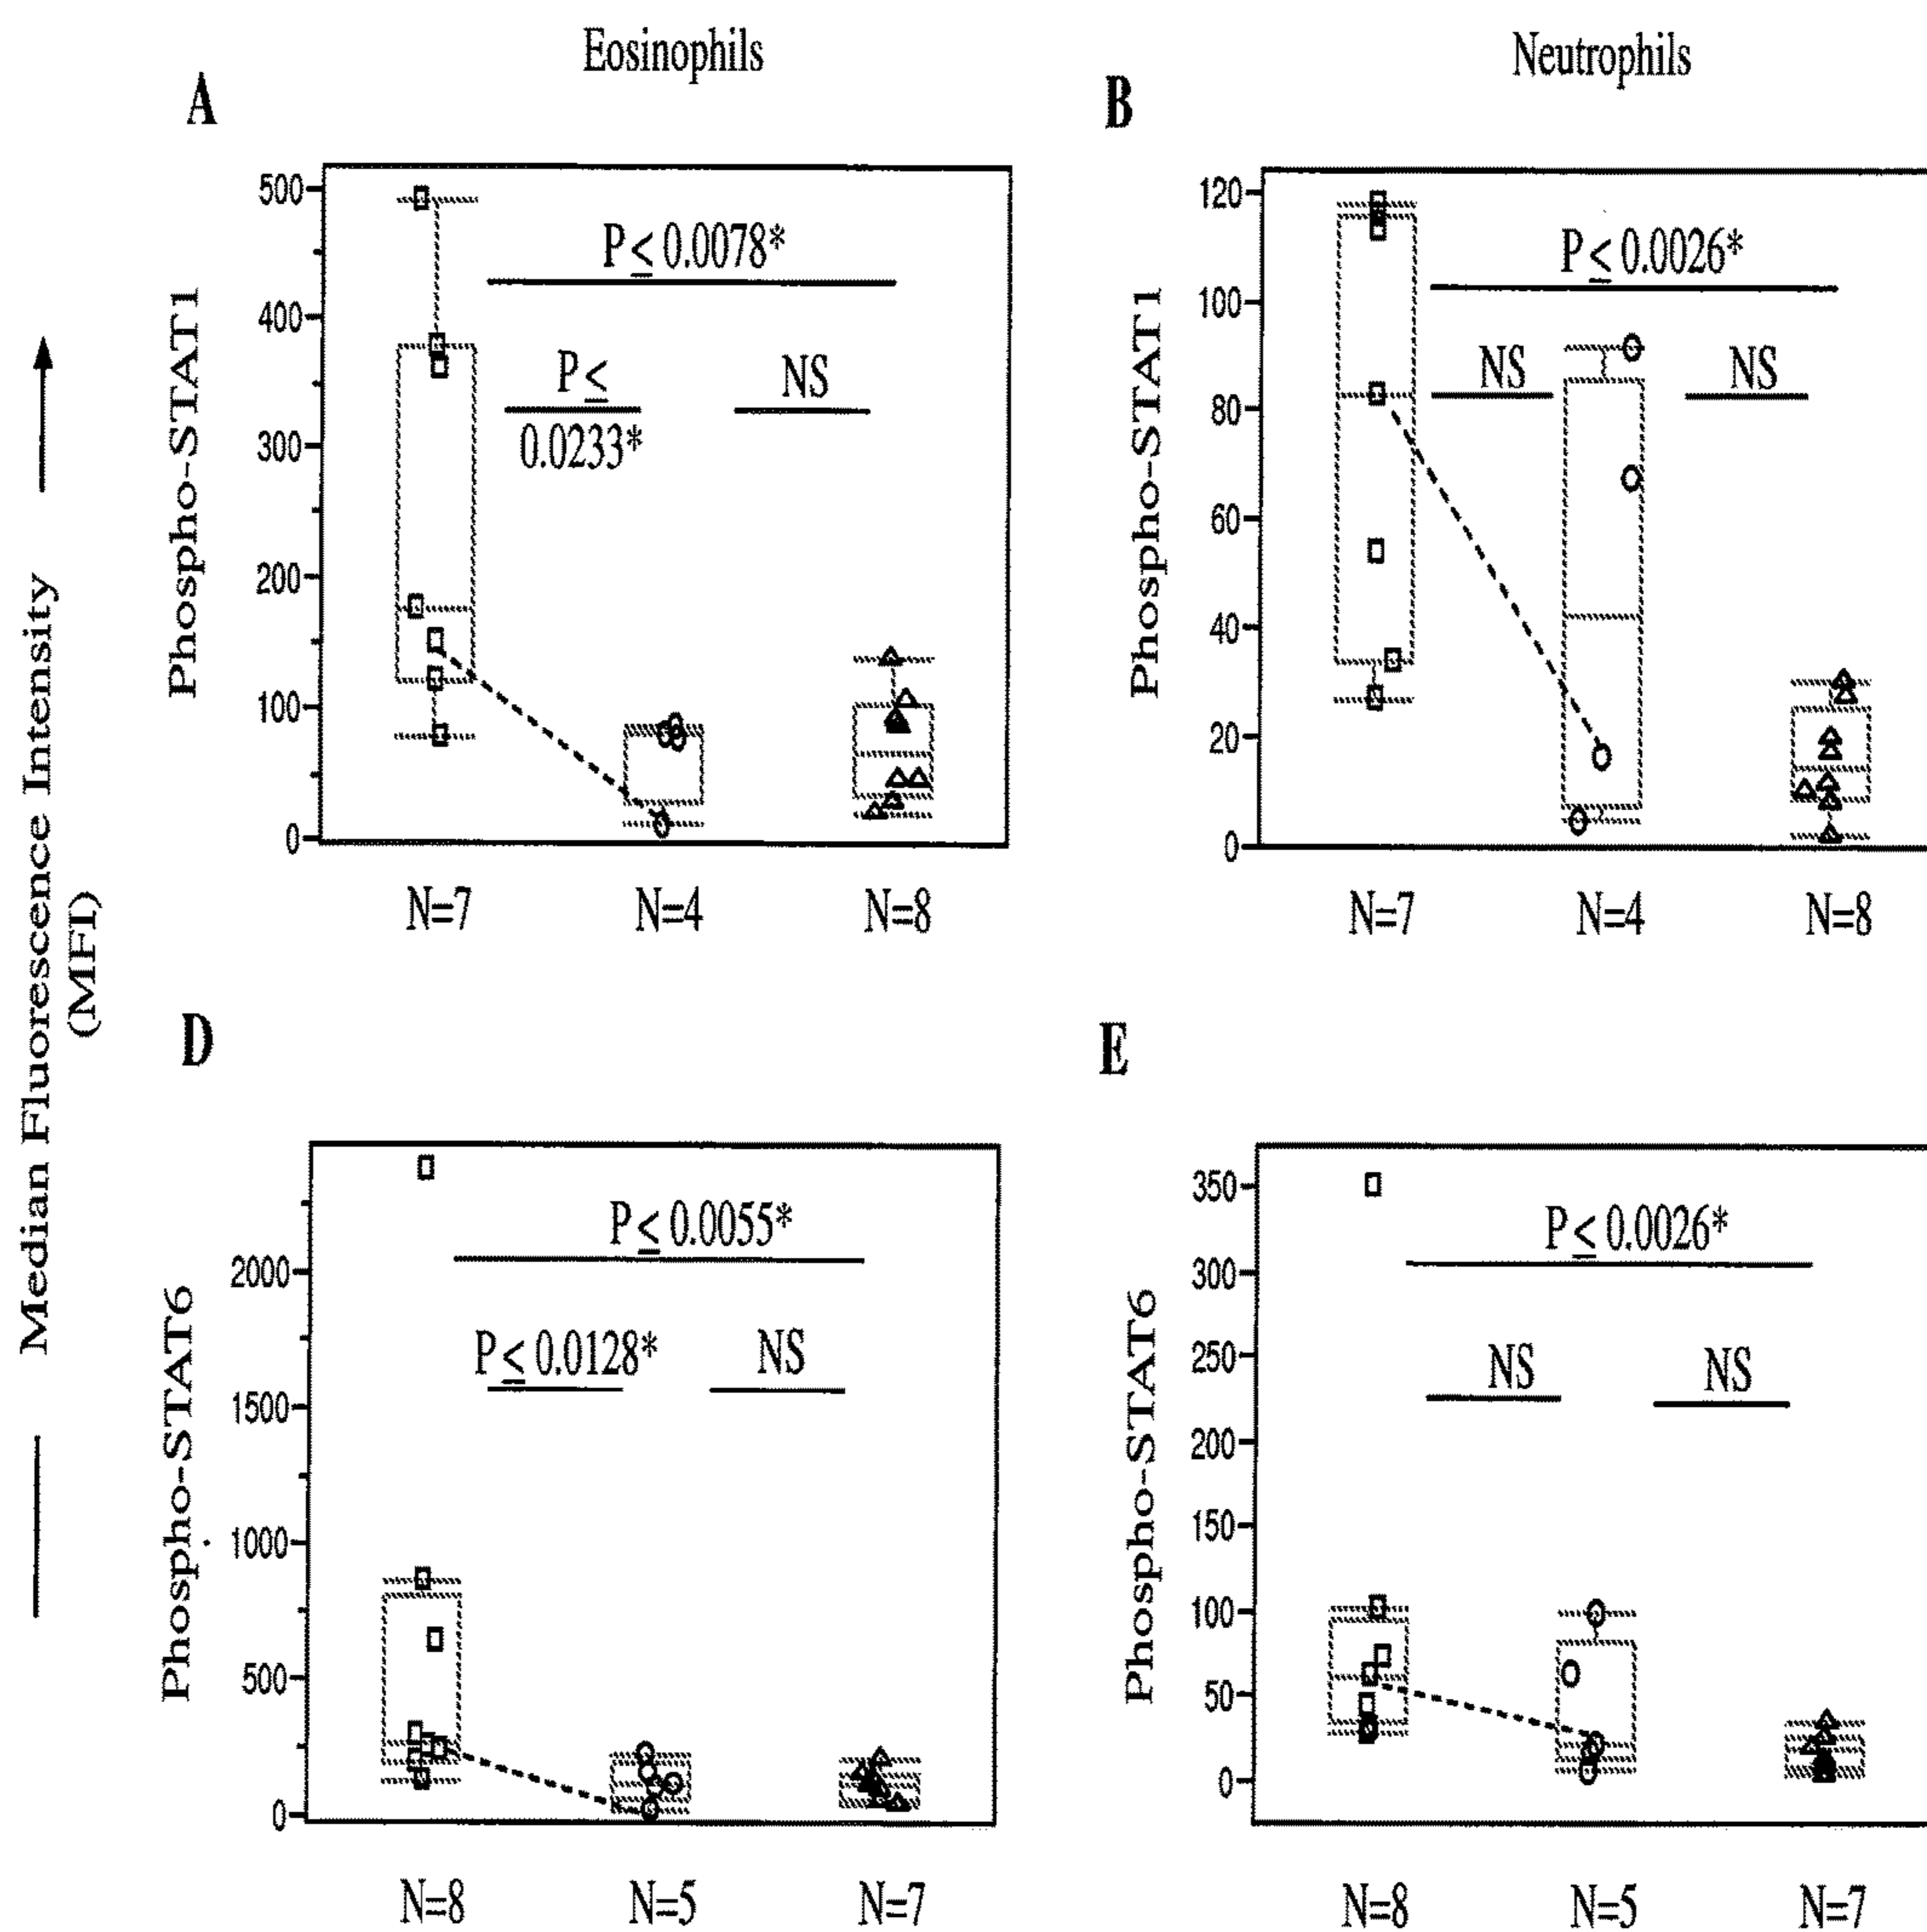 Eosinophils
Neutrophils
A
B
Median Fluorescence Intensity
(MFI)
Phospho-STAT1
500
400
300
200
100
0
P ≤ 0.0078*
P ≤
0.0233*
NS
N=7
N=4
N=8
Phospho-STAT1
120
100
80
60
40
20
0
P ≤ 0.0026*
NS
NS
N=7
N=4
N=8
D
E
Phospho-STAT6
2000
1500
1000
500
0
P ≤ 0.0055*
P ≤ 0.0128*
NS
N=8
N=5
N=7
Phospho-STAT6
350
300
250
200
150
100
50
0
P ≤ 0.0026*
NS
NS
N=8
N=5
N=7